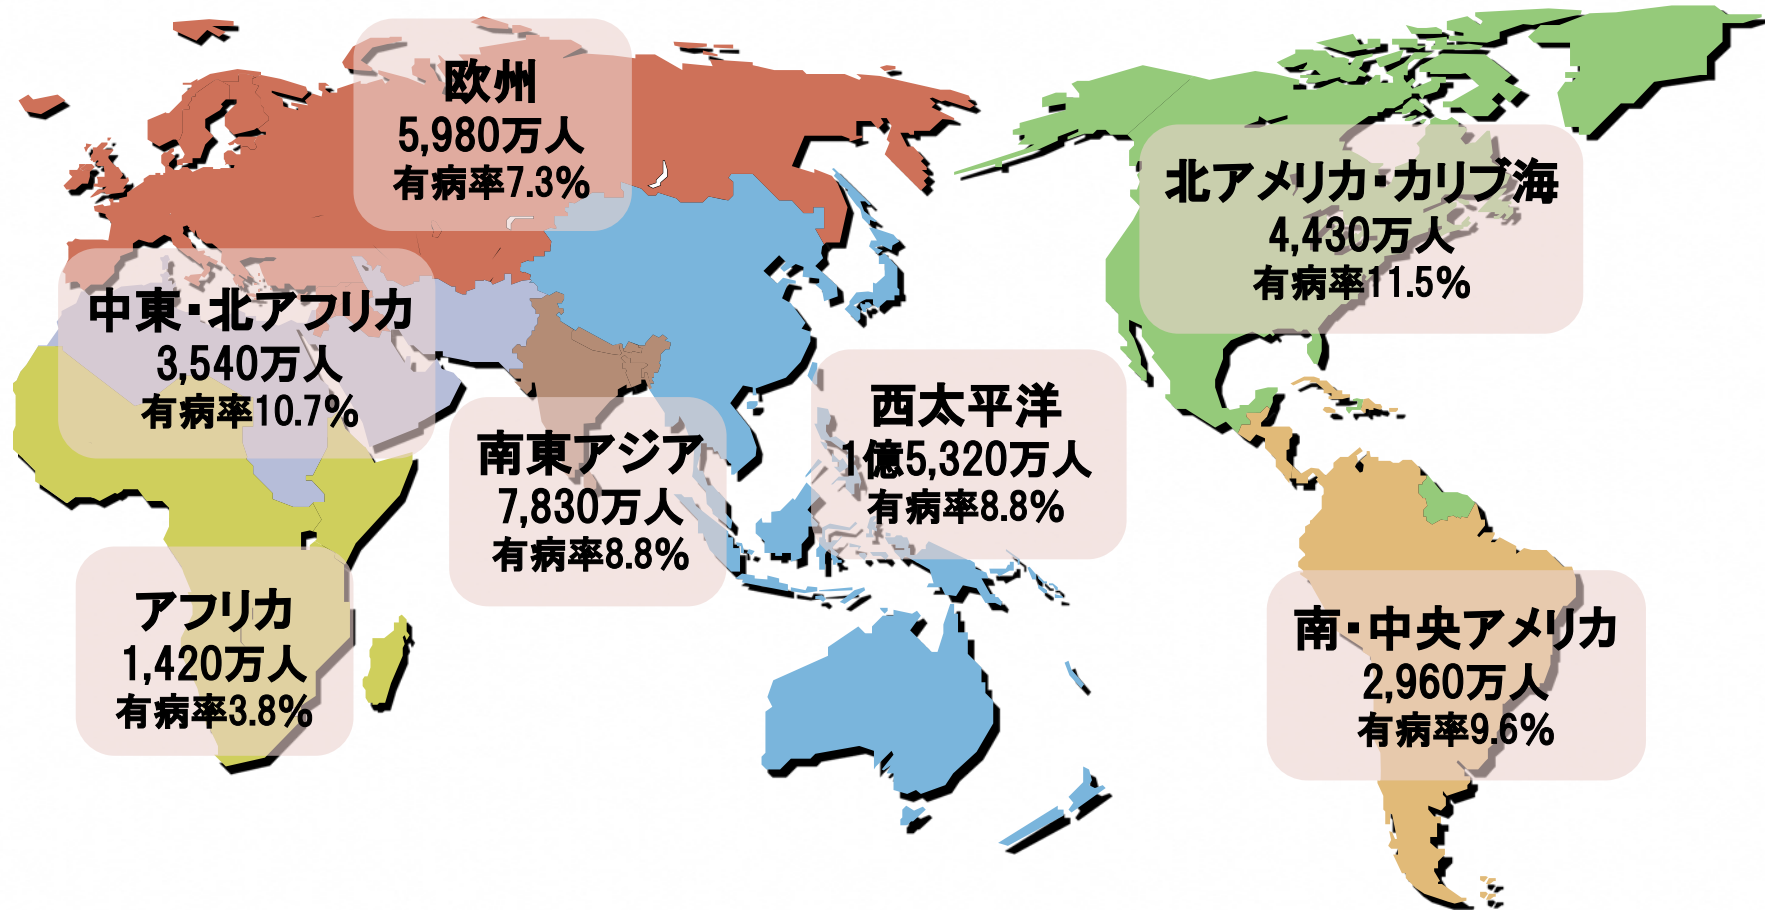 欧州
5,980万人
有病率7.3%
北アメリカ・カリブ海
4,430万人
有病率11.5%
中東・北アフリカ
3,540万人
有病率10.7%
南東アジア
7,830万人
有病率8.8%
西太平洋
1億5,320万人
有病率8.8%
アフリカ
1,420万人
有病率3.8%
南・中央アメリカ
2,960万人
有病率9.6%